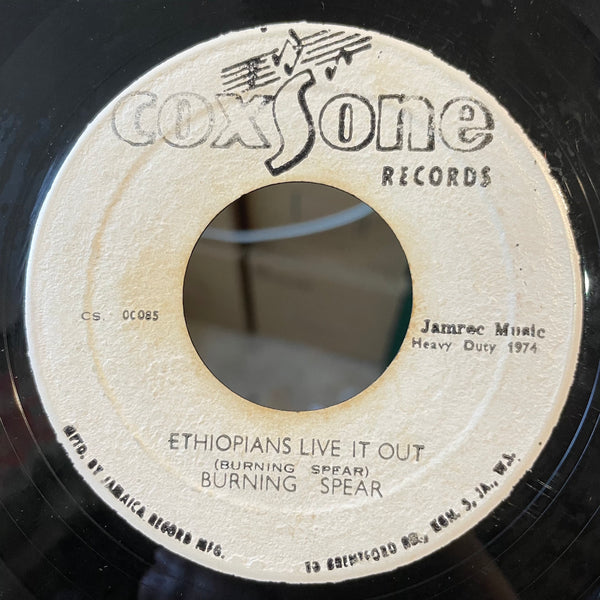 coxsone
RECORDS
CS. 0C085
Jamrec Music
Heavy Duty 1974
ETHIOPIANS LIVE IT OUT
(BURNING SPEAR)
BURNING SPEAR
MFTD. BY JAMAICA RECORD MFG.
13 BRENTFORD RD., KGN. 5, JA., W.I.